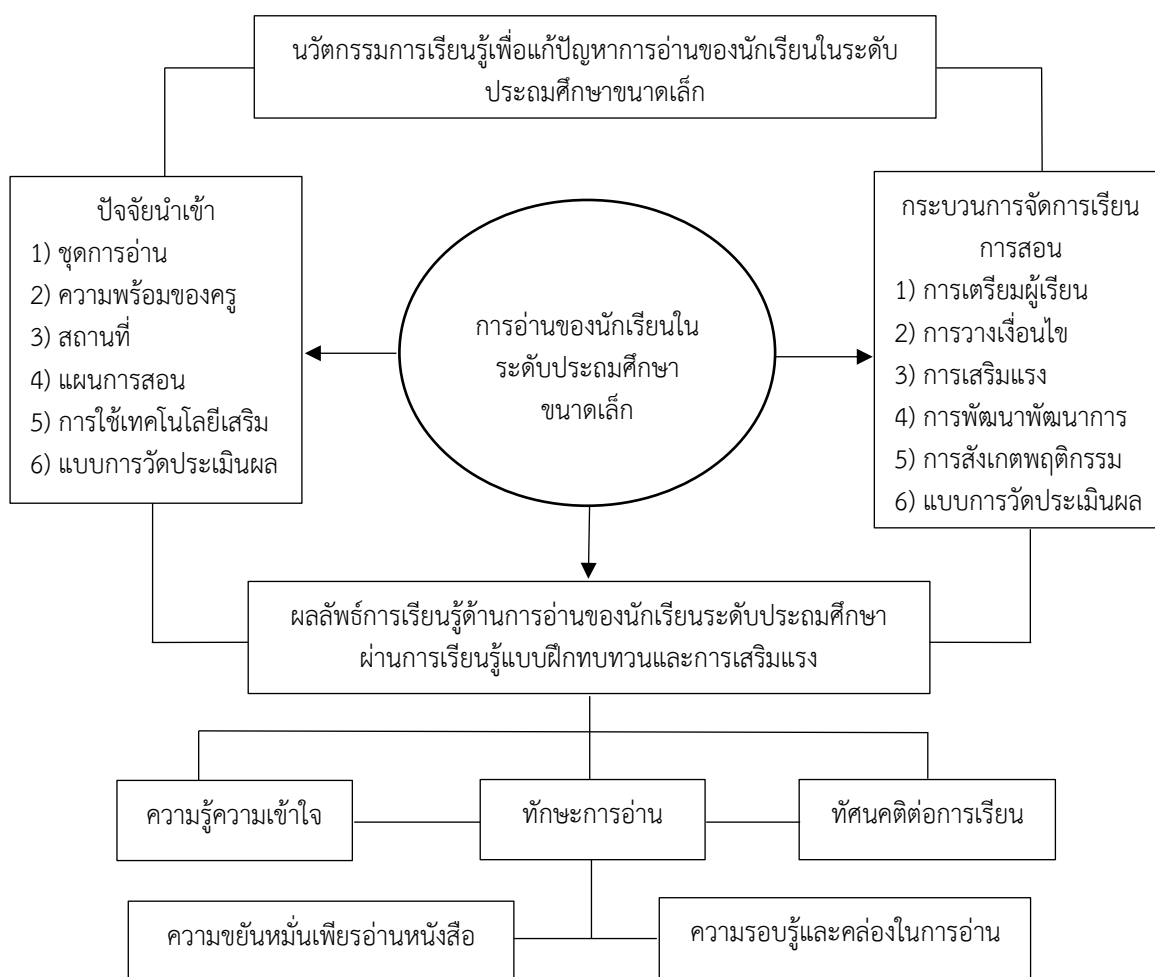 นวัตกรรมการเรียนรู้เพื่อแก้ปัญหาการอ่านของนักเรียนในระดับ
ประถมศึกษาขนาดเล็ก
ปัจจัยนำเข้า
1) ชุดการอ่าน
2) ความพร้อมของครู
3) สถานที่
4) แผนการสอน
5) การใช้เทคโนโลยีเสริม
6) แบบการวัดประเมินผล
การอ่านของนักเรียนใน
ระดับประถมศึกษา
ขนาดเล็ก
กระบวนการจัดการเรียน
การสอน
1) การเตรียมผู้เรียน
2) การวางเงื่อนไข
3) การเสริมแรง
4) การพัฒนาพัฒนาการ
5) การสังเกตพฤติกรรม
6) แบบการวัดประเมินผล
ผลลัพธ์การเรียนรู้ด้านการอ่านของนักเรียนระดับประถมศึกษา
ผ่านการเรียนรู้แบบฝึกทบทวนและการเสริมแรง
ความรู้ความเข้าใจ
ทักษะการอ่าน
ทัศนคติต่อการเรียน
ความขยันหมั่นเพียรอ่านหนังสือ
ความรอบรู้และคล่องในการอ่าน